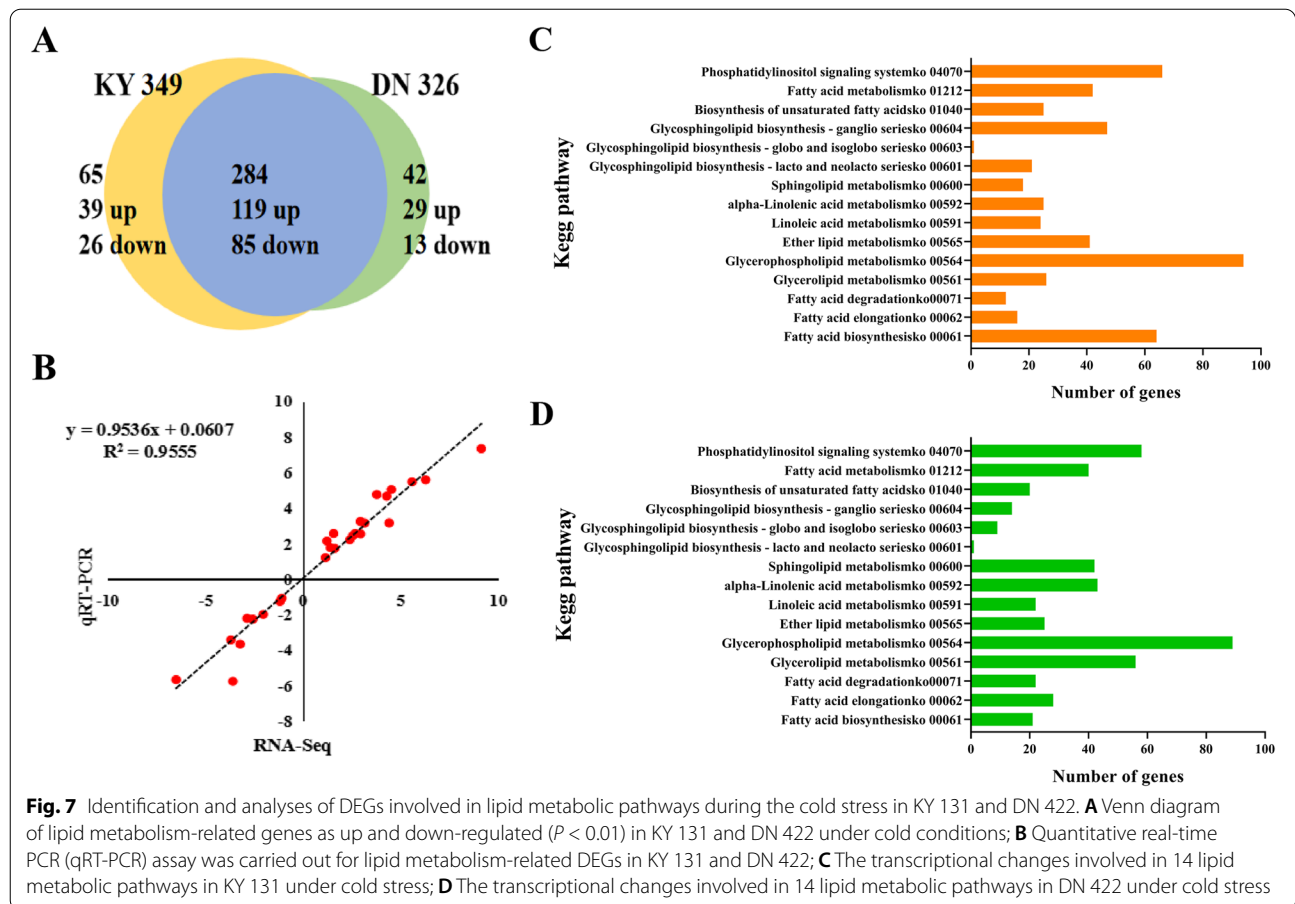 A
KY 349
DN 326
65
39 up
26 down
284
119 up
85 down
42
29 up
13 down
B
y = 0.9536x + 0.0607
R² = 0.9555
qRT-PCR
10
8
6
4
2
0
-2
-4
-6
-8
-10
-5
0
5
10
RNA-Seq
C
Kegg pathway
Phosphatidylinositol signaling systemko 04070
Fatty acid metabolismko 01212
Biosynthesis of unsaturated fatty acidsko 01040
Glycosphingolipid biosynthesis - ganglio seriesko 00604
Glycosphingolipid biosynthesis - globo and isoglobo seriesko 00603
Glycosphingolipid biosynthesis - lacto and neolacto seriesko 00601
Sphingolipid metabolismko 00600
alpha-Linolenic acid metabolismko 00592
Linoleic acid metabolismko 00591
Ether lipid metabolismko 00565
Glycerophospholipid metabolismko 00564
Glycerolipid metabolismko 00561
Fatty acid degradationko00071
Fatty acid elongationko 00062
Fatty acid biosynthesisko 00061
0 20 40 60 80 100
Number of genes
D
Kegg pathway
Phosphatidylinositol signaling systemko 04070
Fatty acid metabolismko 01212
Biosynthesis of unsaturated fatty acidsko 01040
Glycosphingolipid biosynthesis - ganglio seriesko 00604
Glycosphingolipid biosynthesis - globo and isoglobo seriesko 00603
Glycosphingolipid biosynthesis - lacto and neolacto seriesko 00601
Sphingolipid metabolismko 00600
alpha-Linolenic acid metabolismko 00592
Linoleic acid metabolismko 00591
Ether lipid metabolismko 00565
Glycerophospholipid metabolismko 00564
Glycerolipid metabolismko 00561
Fatty acid degradationko00071
Fatty acid elongationko 00062
Fatty acid biosynthesisko 00061
0 20 40 60 80 100
Number of genes
Fig. 7 Identification and analyses of DEGs involved in lipid metabolic pathways during the cold stress in KY 131 and DN 422. A Venn diagram
of lipid metabolism-related genes as up and down-regulated (P < 0.01) in KY 131 and DN 422 under cold conditions; B Quantitative real-time
PCR (qRT-PCR) assay was carried out for lipid metabolism-related DEGs in KY 131 and DN 422; C The transcriptional changes involved in 14 lipid
metabolic pathways in KY 131 under cold stress; D The transcriptional changes involved in 14 lipid metabolic pathways in DN 422 under cold stress